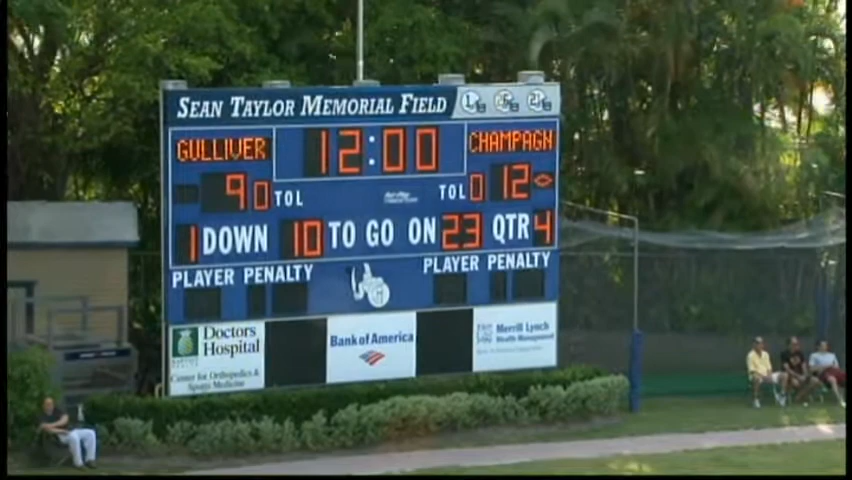 SEAN TAYLOR MEMORIAL FIELD
GULLIVER 12:00 CHAMPAGN
9 0 TOL TOL 0 12
1 DOWN 10 TO GO ON 23 QTR 4
PLAYER PENALTY PLAYER PENALTY
Doctors Hospital
Center for Orthopedics & Sports Medicine
Bank of America
Merrill Lynch
Wealth Management